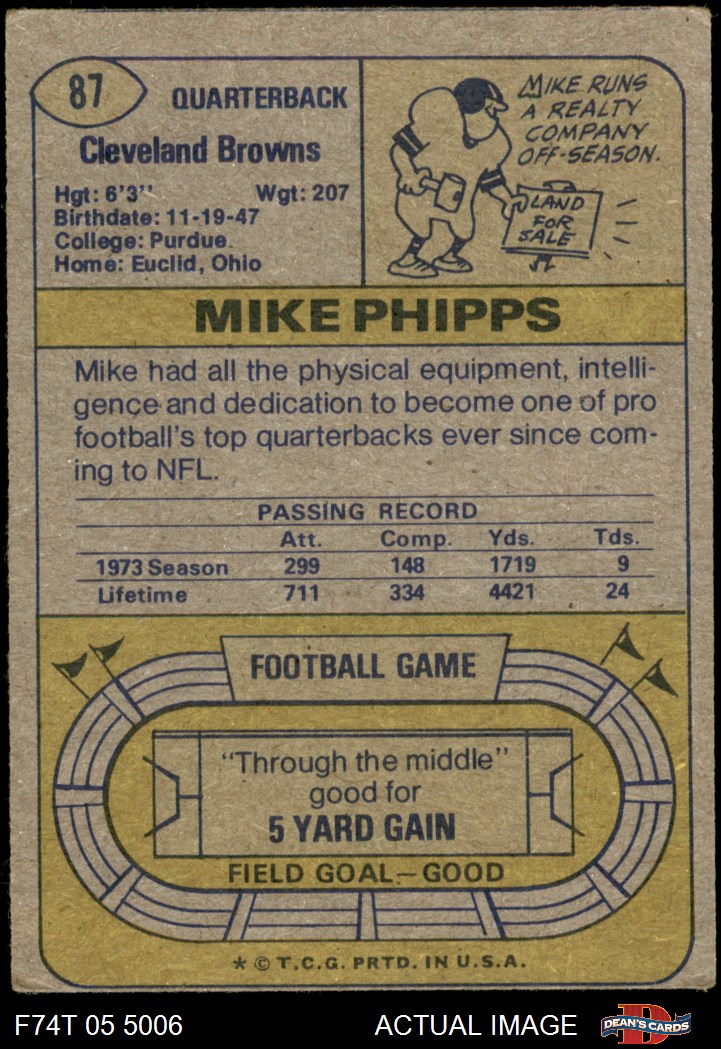 87
QUARTERBACK
Cleveland Browns
Hgt: 6'3" Wgt: 207
Birthdate: 11-19-47
College: Purdue
Home: Euclid, Ohio
MIKE RUNS
A REALTY
COMPANY
OFF-SEASON.
LAND
FOR
SALE
MIKE PHIPPS
Mike had all the physical equipment, intelli-
gence and dedication to become one of pro
football's top quarterbacks ever since com-
ing to NFL.
PASSING RECORD
Att. Comp. Yds. Tds.
1973 Season 299 148 1719 9
Lifetime 711 334 4421 24
FOOTBALL GAME
"Through the middle"
good for
5 YARD GAIN
FIELD GOAL—GOOD
* © T.C.G. PRTD. IN U.S.A.
F74T 05 5006 ACTUAL IMAGE
D
DEAN'S CARDS